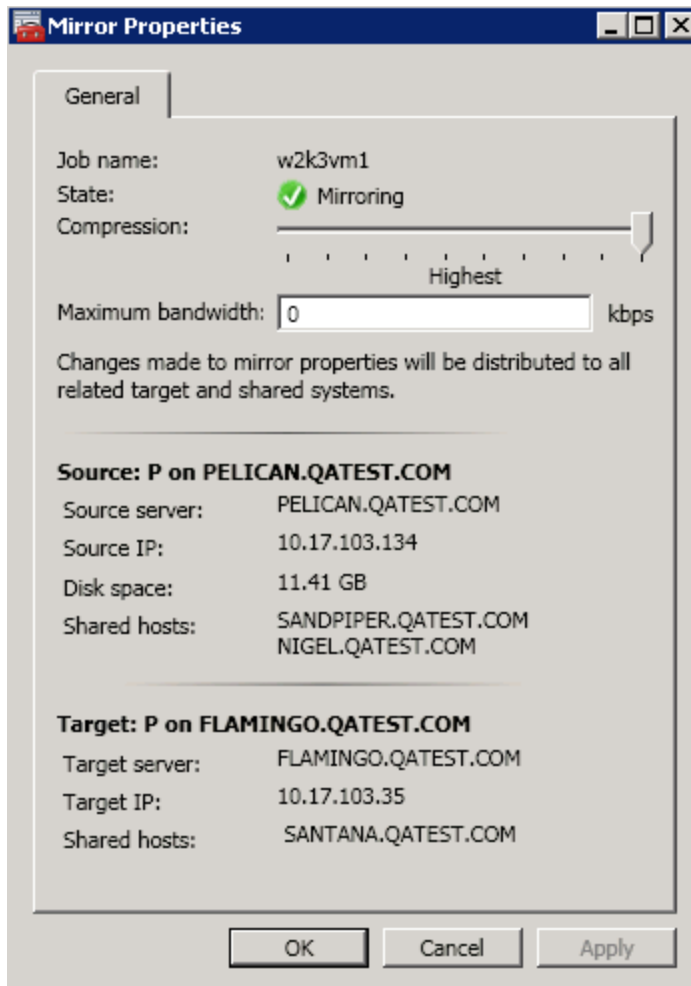 Mirror Properties
General
Job name: w2k3vm1
State: Mirroring
Compression:
Highest
Maximum bandwidth: 0 kbps
Changes made to mirror properties will be distributed to all
related target and shared systems.
Source: P on PELICAN.QATEST.COM
Source server: PELICAN.QATEST.COM
Source IP: 10.17.103.134
Disk space: 11.41 GB
Shared hosts: SANDPIPER.QATEST.COM
NIGEL.QATEST.COM
Target: P on FLAMINGO.QATEST.COM
Target server: FLAMINGO.QATEST.COM
Target IP: 10.17.103.35
Shared hosts: SANTANA.QATEST.COM
OK Cancel Apply